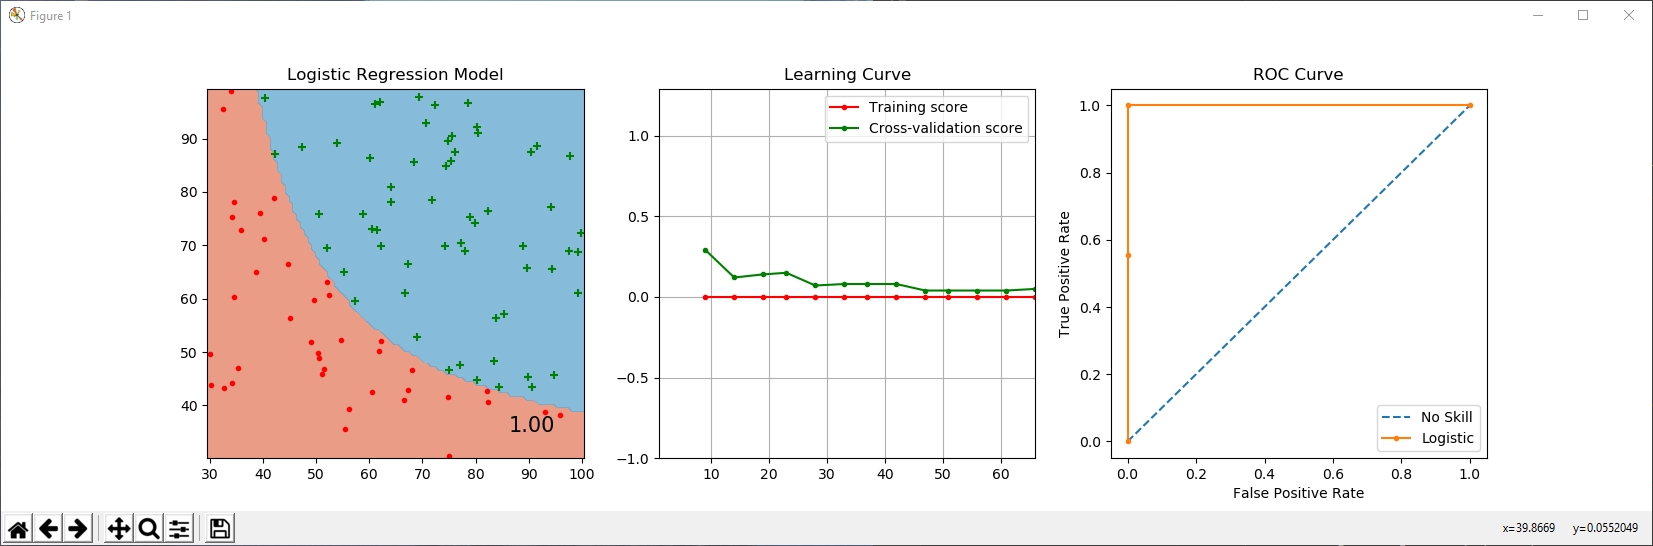 Figure 1
Logistic Regression Model
90
80
70
60
50
40
1.00
30 40 50 60 70 80 90 100
Learning Curve
Training score
Cross-validation score
1.0
0.5
0.0
−0.5
−1.0
10 20 30 40 50 60
ROC Curve
True Positive Rate
1.0
0.8
0.6
0.4
0.2
0.0
No Skill
Logistic
0.0 0.2 0.4 0.6 0.8 1.0
False Positive Rate
x=39.8669 y=0.0552049